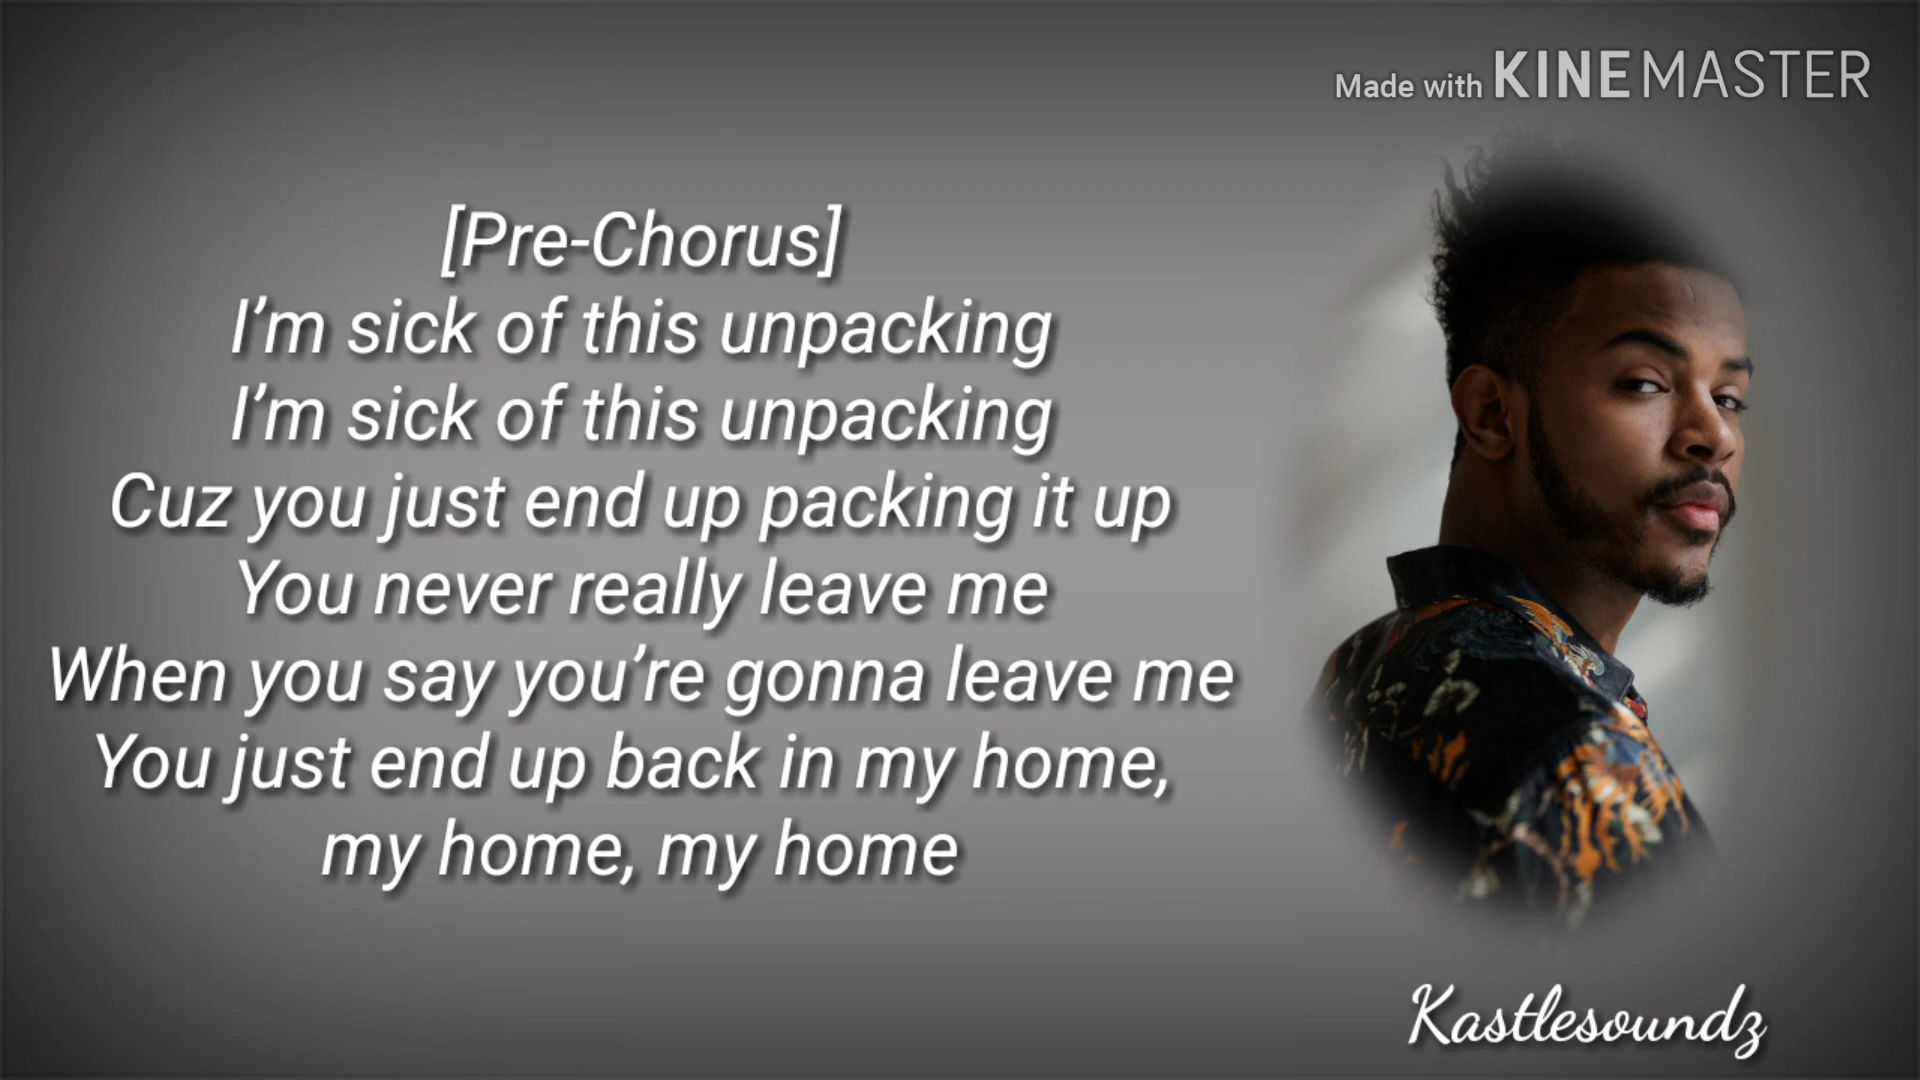 Made with KINEMASTER
[Pre-Chorus]
I’m sick of this unpacking
I’m sick of this unpacking
Cuz you just end up packing it up
You never really leave me
When you say you’re gonna leave me
You just end up back in my home,
my home, my home
Kastlesoundz